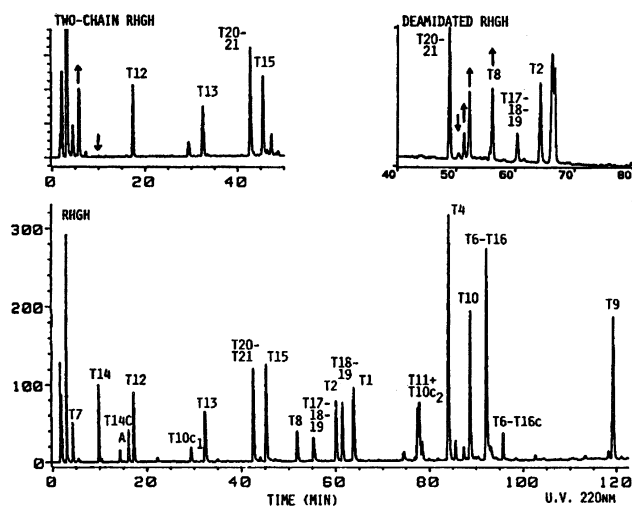 TWO-CHAIN RHGH
T12
T13
T20-
21
T15
0
20
40
DEAMIDATED RHGH
T20-
21
T8
T17-
18-
19
T2
40
50
60
70
80
RHGH
300
200
100
0
T7
T14
T14C
A
T12
T10c1
T13
T20-
T21
T15
T8
T17-
18-
19
T2
T18-
19
T1
T11+
T10c2
T4
T10
T6-T16
T6-T16c
T9
0
20
40
60
80
100
120
TIME (MIN)
U.V. 220NM